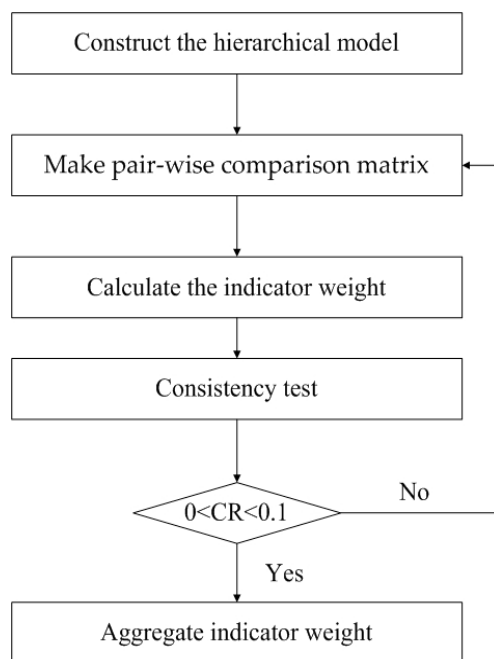 Construct the hierarchical model
Make pair-wise comparison matrix
Calculate the indicator weight
Consistency test
0<CR<0.1
No
Yes
Aggregate indicator weight